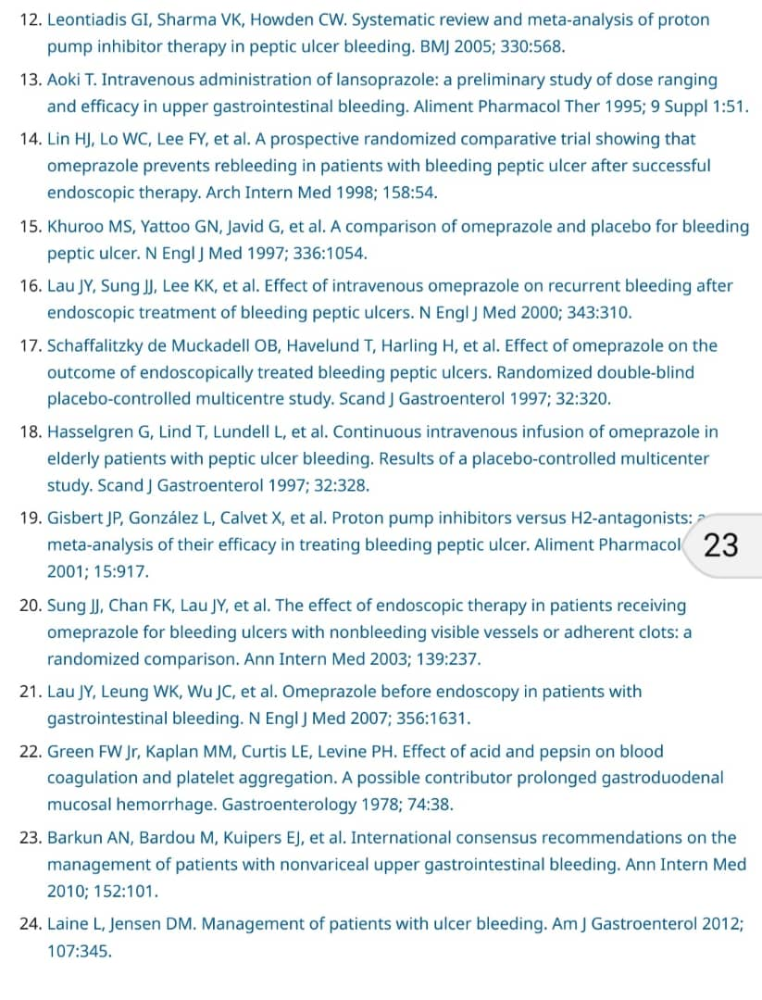 12. Leontiadis GI, Sharma VK, Howden CW. Systematic review and meta-analysis of proton
pump inhibitor therapy in peptic ulcer bleeding. BMJ 2005; 330:568.
13. Aoki T. Intravenous administration of lansoprazole: a preliminary study of dose ranging
and efficacy in upper gastrointestinal bleeding. Aliment Pharmacol Ther 1995; 9 Suppl 1:51.
14. Lin HJ, Lo WC, Lee FY, et al. A prospective randomized comparative trial showing that
omeprazole prevents rebleeding in patients with bleeding peptic ulcer after successful
endoscopic therapy. Arch Intern Med 1998; 158:54.
15. Khuroo MS, Yattoo GN, Javid G, et al. A comparison of omeprazole and placebo for bleeding
peptic ulcer. N Engl J Med 1997; 336:1054.
16. Lau JY, Sung JJ, Lee KK, et al. Effect of intravenous omeprazole on recurrent bleeding after
endoscopic treatment of bleeding peptic ulcers. N Engl J Med 2000; 343:310.
17. Schaffalitzky de Muckadell OB, Havelund T, Harling H, et al. Effect of omeprazole on the
outcome of endoscopically treated bleeding peptic ulcers. Randomized double-blind
placebo-controlled multicentre study. Scand J Gastroenterol 1997; 32:320.
18. Hasselgren G, Lind T, Lundell L, et al. Continuous intravenous infusion of omeprazole in
elderly patients with peptic ulcer bleeding. Results of a placebo-controlled multicenter
study. Scand J Gastroenterol 1997; 32:328.
19. Gisbert JP, González L, Calvet X, et al. Proton pump inhibitors versus H2-antagonists:
meta-analysis of their efficacy in treating bleeding peptic ulcer. Aliment Pharmacol
23
2001; 15:917.
20. Sung JJ, Chan FK, Lau JY, et al. The effect of endoscopic therapy in patients receiving
omeprazole for bleeding ulcers with nonbleeding visible vessels or adherent clots: a
randomized comparison. Ann Intern Med 2003; 139:237.
21. Lau JY, Leung WK, Wu JC, et al. Omeprazole before endoscopy in patients with
gastrointestinal bleeding. N Engl J Med 2007; 356:1631.
22. Green FW Jr, Kaplan MM, Curtis LE, Levine PH. Effect of acid and pepsin on blood
coagulation and platelet aggregation. A possible contributor prolonged gastroduodenal
mucosal hemorrhage. Gastroenterology 1978; 74:38.
23. Barkun AN, Bardou M, Kuipers EJ, et al. International consensus recommendations on the
management of patients with nonvariceal upper gastrointestinal bleeding. Ann Intern Med
2010; 152:101.
24. Laine L, Jensen DM. Management of patients with ulcer bleeding. Am J Gastroenterol 2012;
107:345.